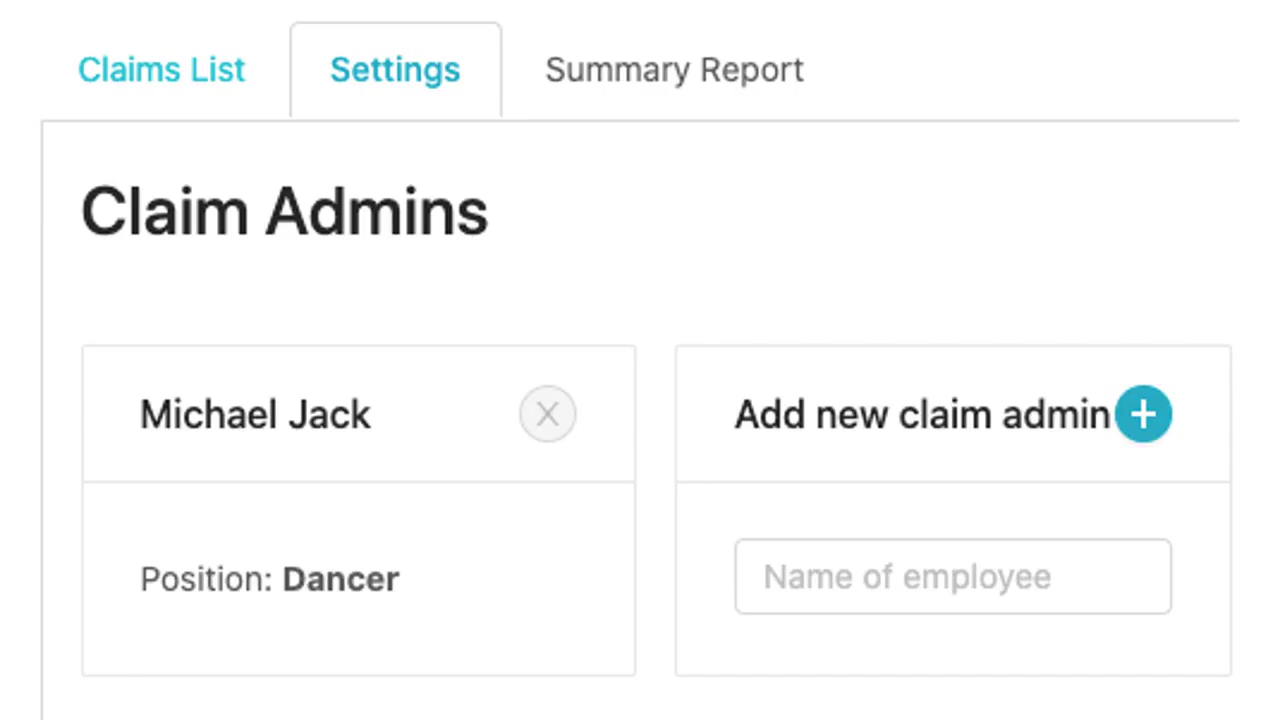 Claims List Settings Summary Report
Claim Admins
Michael Jack X
Position: Dancer
Add new claim admin +
Name of employee